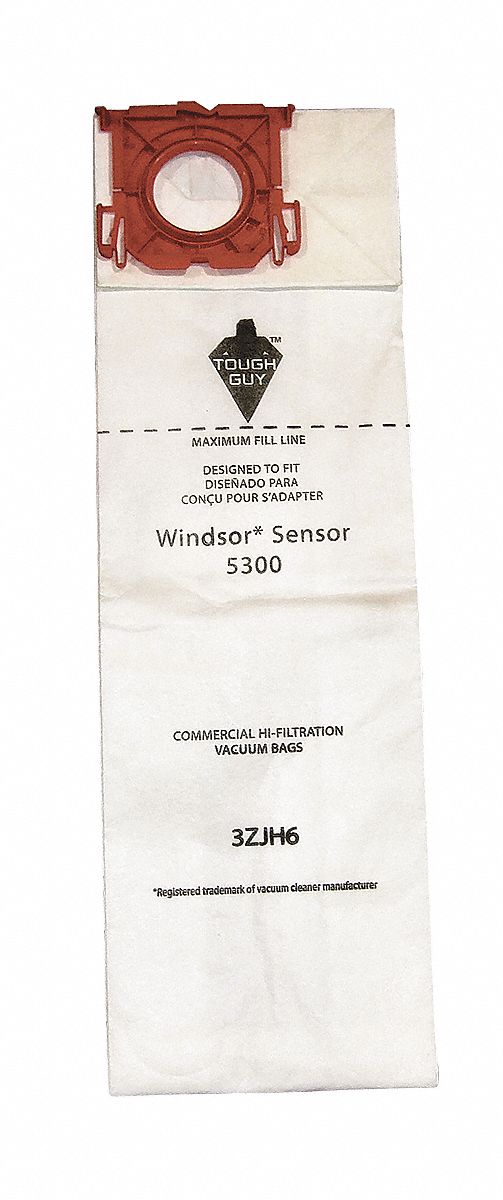 TOUGH
GUY
TM
MAXIMUM FILL LINE
DESIGNED TO FIT
DISEÑADO PARA
CONÇU POUR S'ADAPTER
Windsor* Sensor
5300
COMMERCIAL HI-FILTRATION
VACUUM BAGS
3ZJH6
*Registered trademark of vacuum cleaner manufacturer